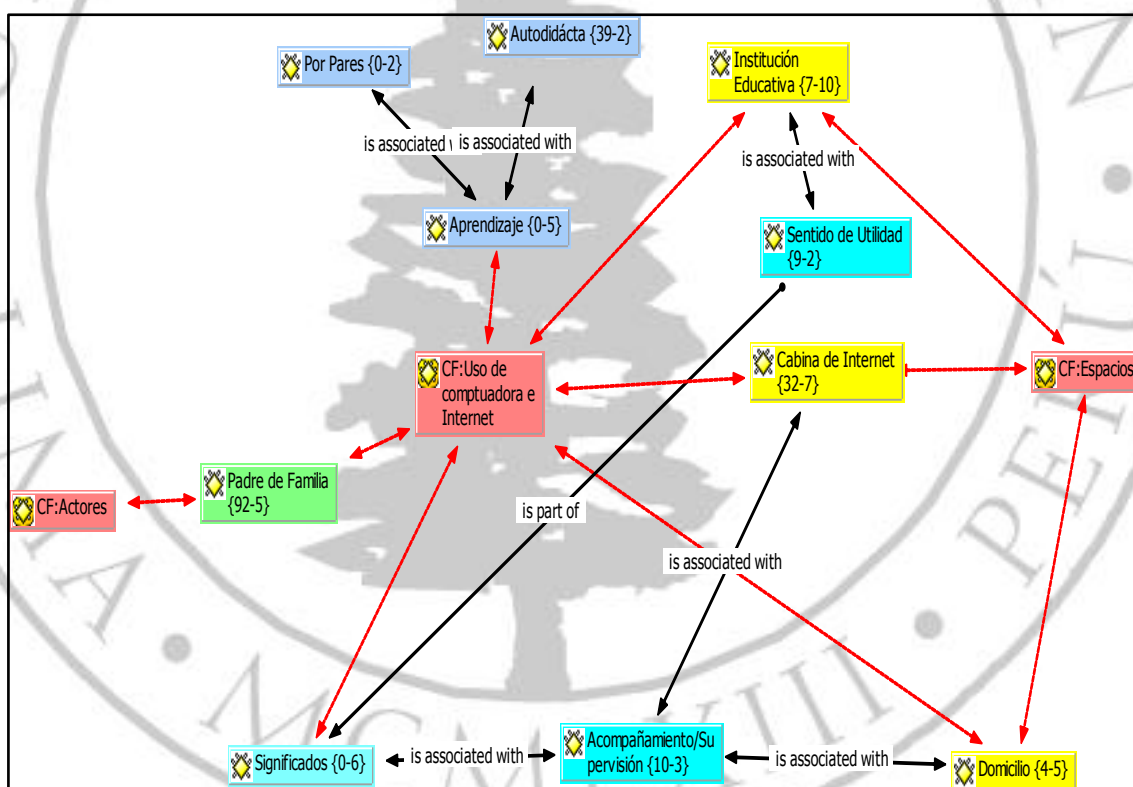 Autodidácta {39-2}
Por Pares {0-2}
Institución
Educativa {7-10}
is associated
is associated with
is associated with
Aprendizaje {0-5}
Sentido de Utilidad
{9-2}
CF:Uso de
comptuadora e
Internet
Cabina de Internet
{32-7}
CF:Espacios
Padre de Familia
{92-5}
CF:Actores
is part of
is associated with
Acompañamiento/Su
pervisión {10-3}
Significados {0-6}
is associated with
is associated with
Domicilio {4-5}
PERÚ
LIMA